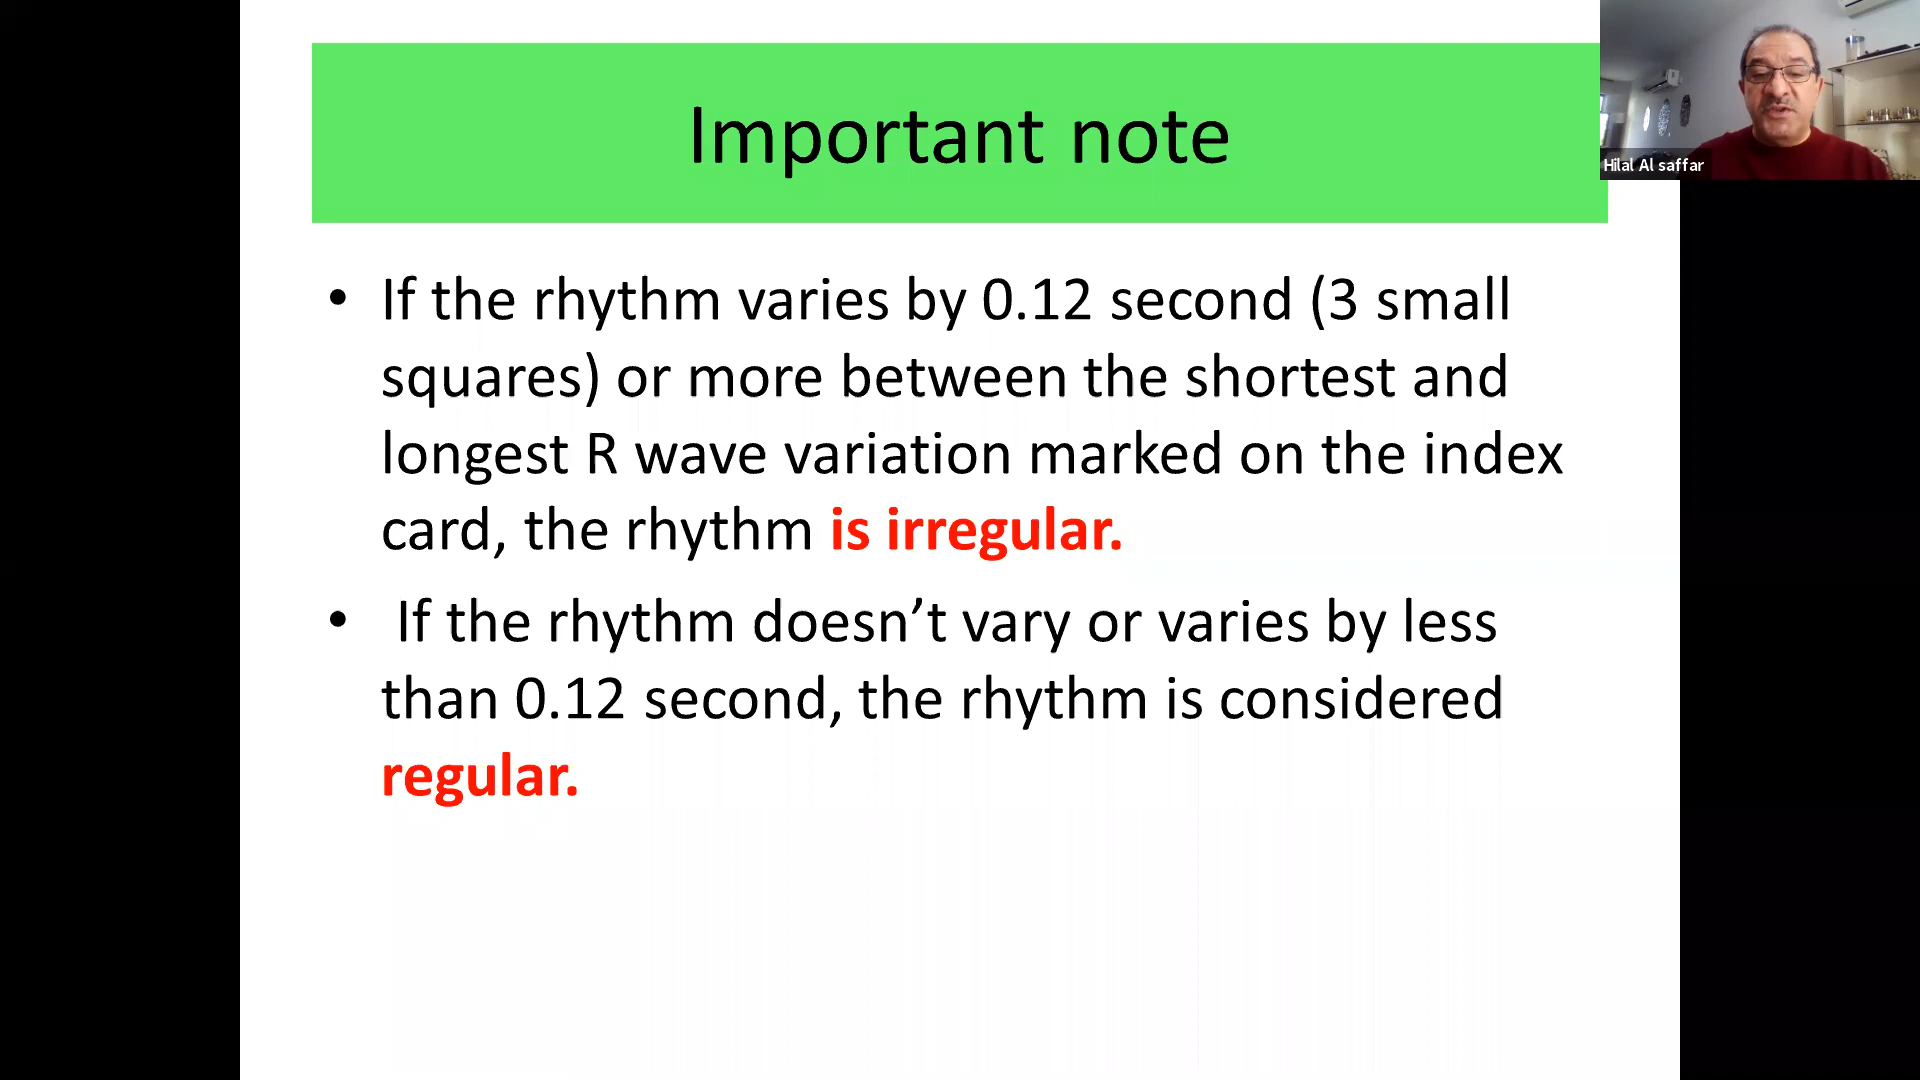 Important note
Hilal Al saffar
• If the rhythm varies by 0.12 second (3 small
squares) or more between the shortest and
longest R wave variation marked on the index
card, the rhythm is irregular.
• If the rhythm doesn’t vary or varies by less
than 0.12 second, the rhythm is considered
regular.